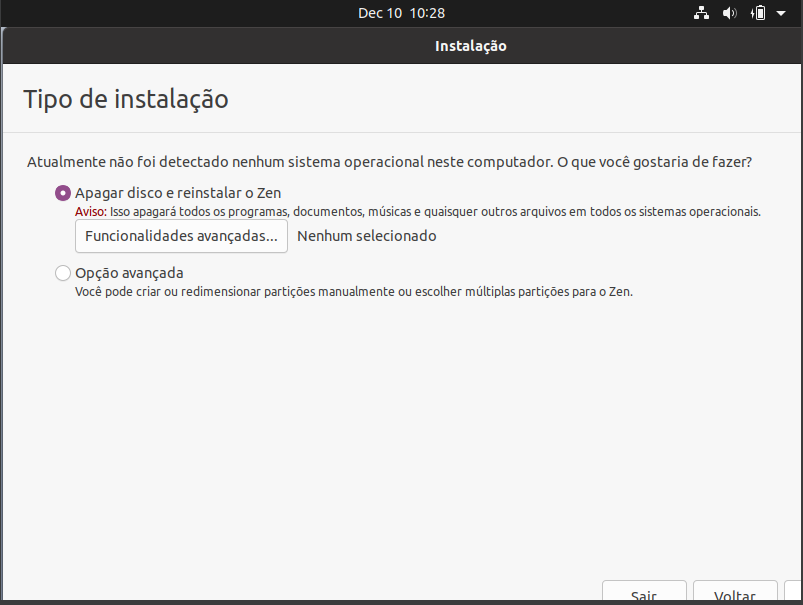 Dec 10 10:28
Instalação
Tipo de instalação
Atualmente não foi detectado nenhum sistema operacional neste computador. O que você gostaria de fazer?
Apagar disco e reinstalar o Zen
Aviso: Isso apagará todos os programas, documentos, músicas e quaisquer outros arquivos em todos os sistemas operacionais.
Funcionalidades avançadas... Nenhum selecionado
Opção avançada
Você pode criar ou redimensionar partições manualmente ou escolher múltiplas partições para o Zen.
Sair Voltar